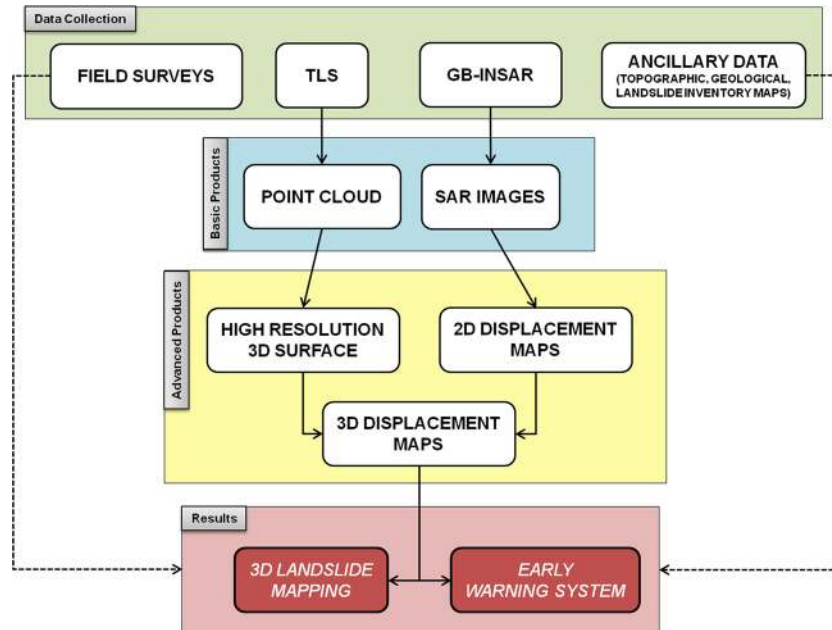 Data Collection
FIELD SURVEYS
TLS
GB-INSAR
ANCILLARY DATA
(TOPOGRAPHIC, GEOLOGICAL,
LANDSLIDE INVENTORY MAPS)
Basic Products
POINT CLOUD
SAR IMAGES
Advanced Products
HIGH RESOLUTION
3D SURFACE
2D DISPLACEMENT
MAPS
3D DISPLACEMENT
MAPS
Results
3D LANDSLIDE
MAPPING
EARLY
WARNING SYSTEM